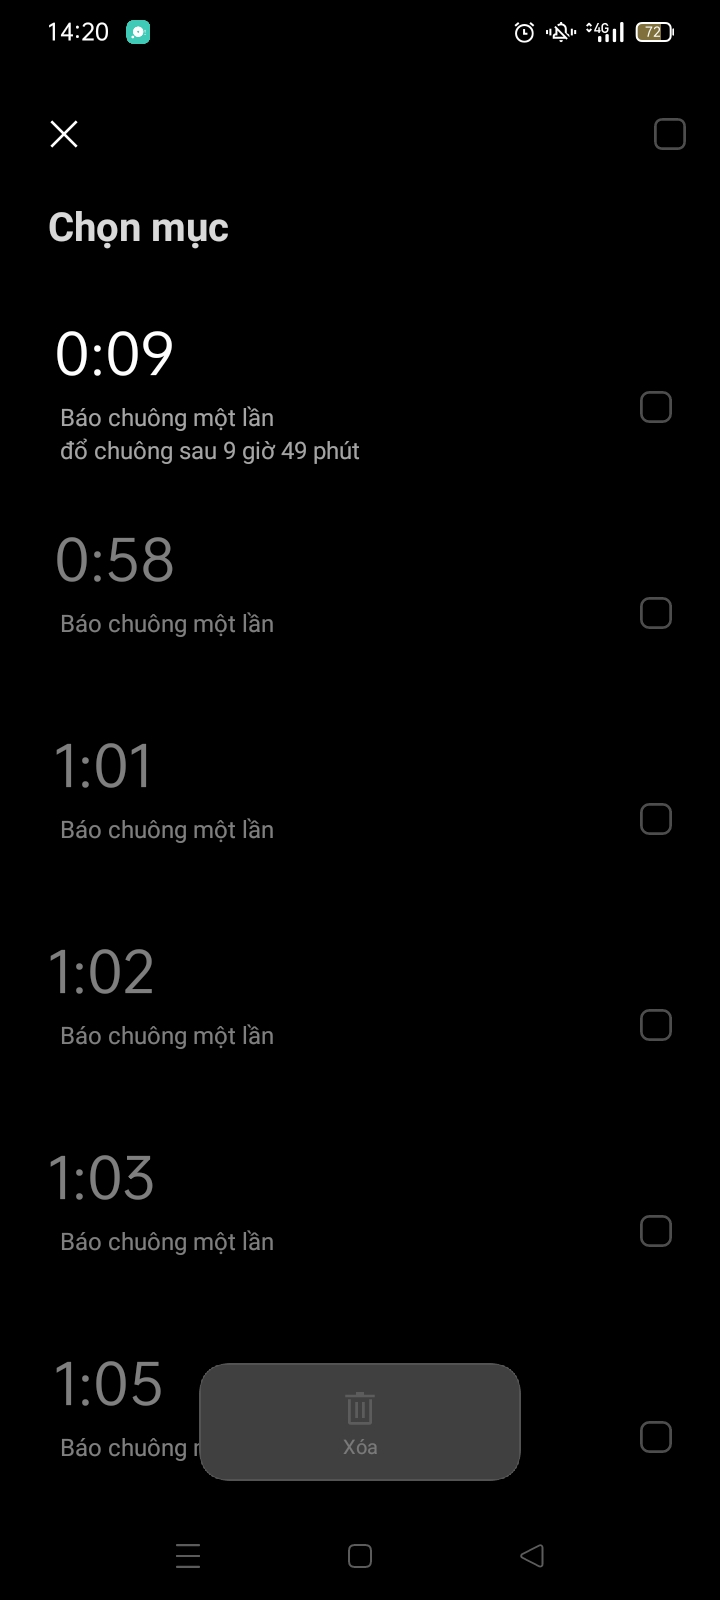 14:20
4G
72
Chọn mục
0:09
Báo chuông một lần
đổ chuông sau 9 giờ 49 phút
0:58
Báo chuông một lần
1:01
Báo chuông một lần
1:02
Báo chuông một lần
1:03
Báo chuông một lần
1:05
Báo chuông
Xóa